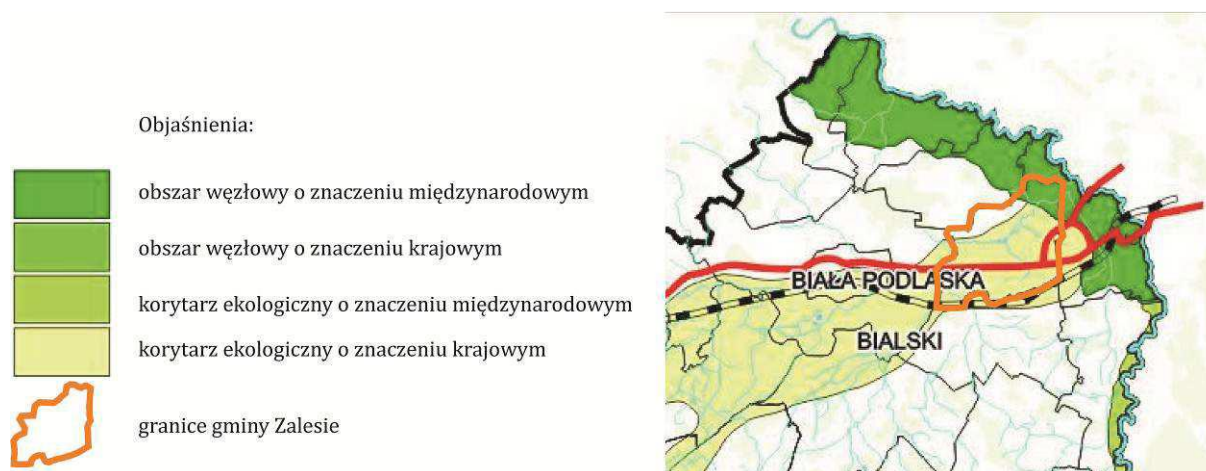 Objaśnienia:
obszar węzłowy o znaczeniu międzynarodowym
obszar węzłowy o znaczeniu krajowym
korytarz ekologiczny o znaczeniu międzynarodowym
korytarz ekologiczny o znaczeniu krajowym
granice gminy Zalesie
BIAŁA PODLASKA
BIALSKI